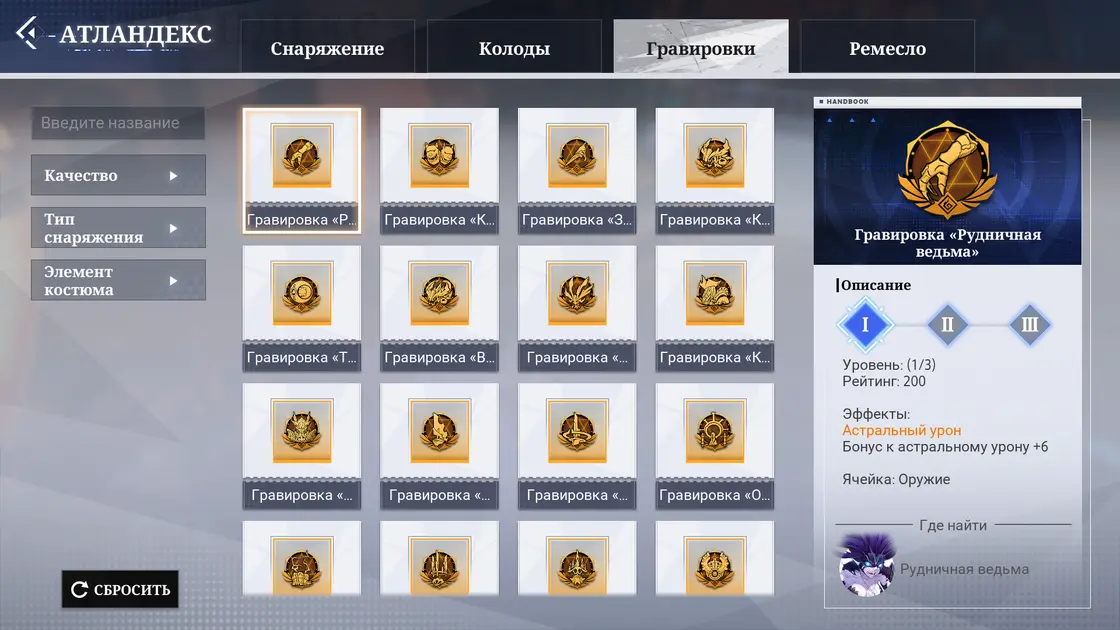 АТЛАНДЕКС
Снаряжение
Колоды
Гравировки
Ремесло
Введите название
Качество
Тип
снаряжения
Элемент
костюма
СБРОСИТЬ
Гравировка «Р...
Гравировка «К...
Гравировка «З...
Гравировка «К...
Гравировка «Т...
Гравировка «В...
Гравировка «...
Гравировка «К...
Гравировка «...
Гравировка «...
Гравировка «...
Гравировка «О...
HANDBOOK
Гравировка «Рудничная
ведьма»
Описание
I
II
III
Уровень: (1/3)
Рейтинг: 200
Эффекты:
Астральный урон
Бонус к астральному урону +6
Ячейка: Оружие
Где найти
Рудничная ведьма